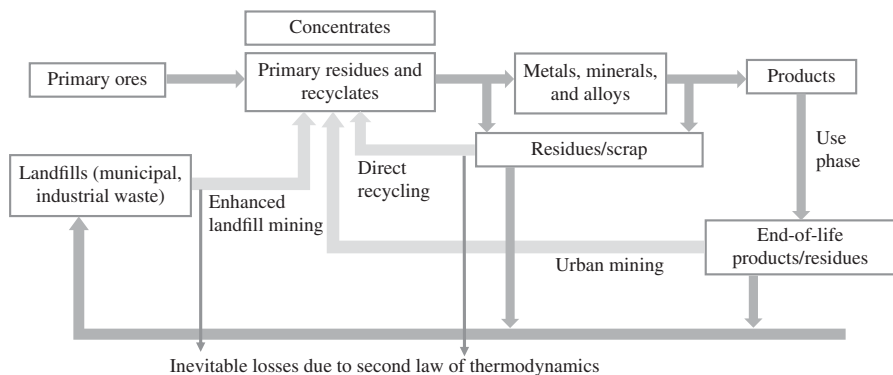 Concentrates
Primary ores
Primary residues and
recyclates
Metals, minerals,
and alloys
Products
Residues/scrap
Use
phase
Landfills (municipal,
industrial waste)
Direct
recycling
Enhanced
landfill mining
End-of-life
products/residues
Urban mining
Inevitable losses due to second law of thermodynamics